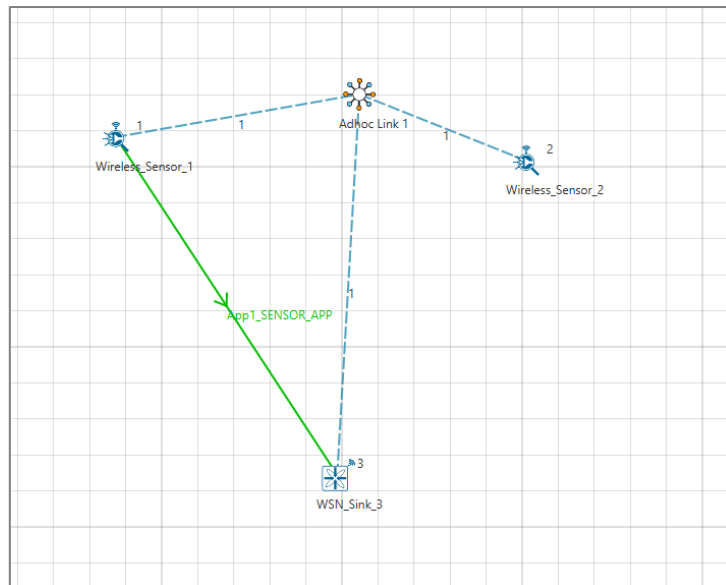 Adhoc Link 1
1
1
Wireless_Sensor_1
1
2
Wireless_Sensor_2
1
App1_SENSOR_APP
3
WSN_Sink_3